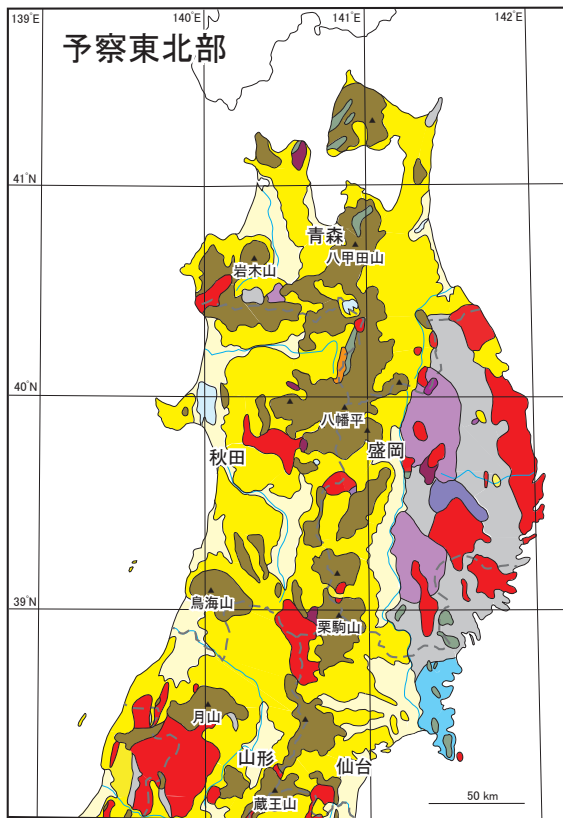 139°E
140°E
141°E
142°E
予察東北部
41°N
青森
岩木山
八甲田山
40°N
八幡平
秋田
盛岡
39°N
鳥海山
栗駒山
月山
山形
仙台
蔵王山
50 km